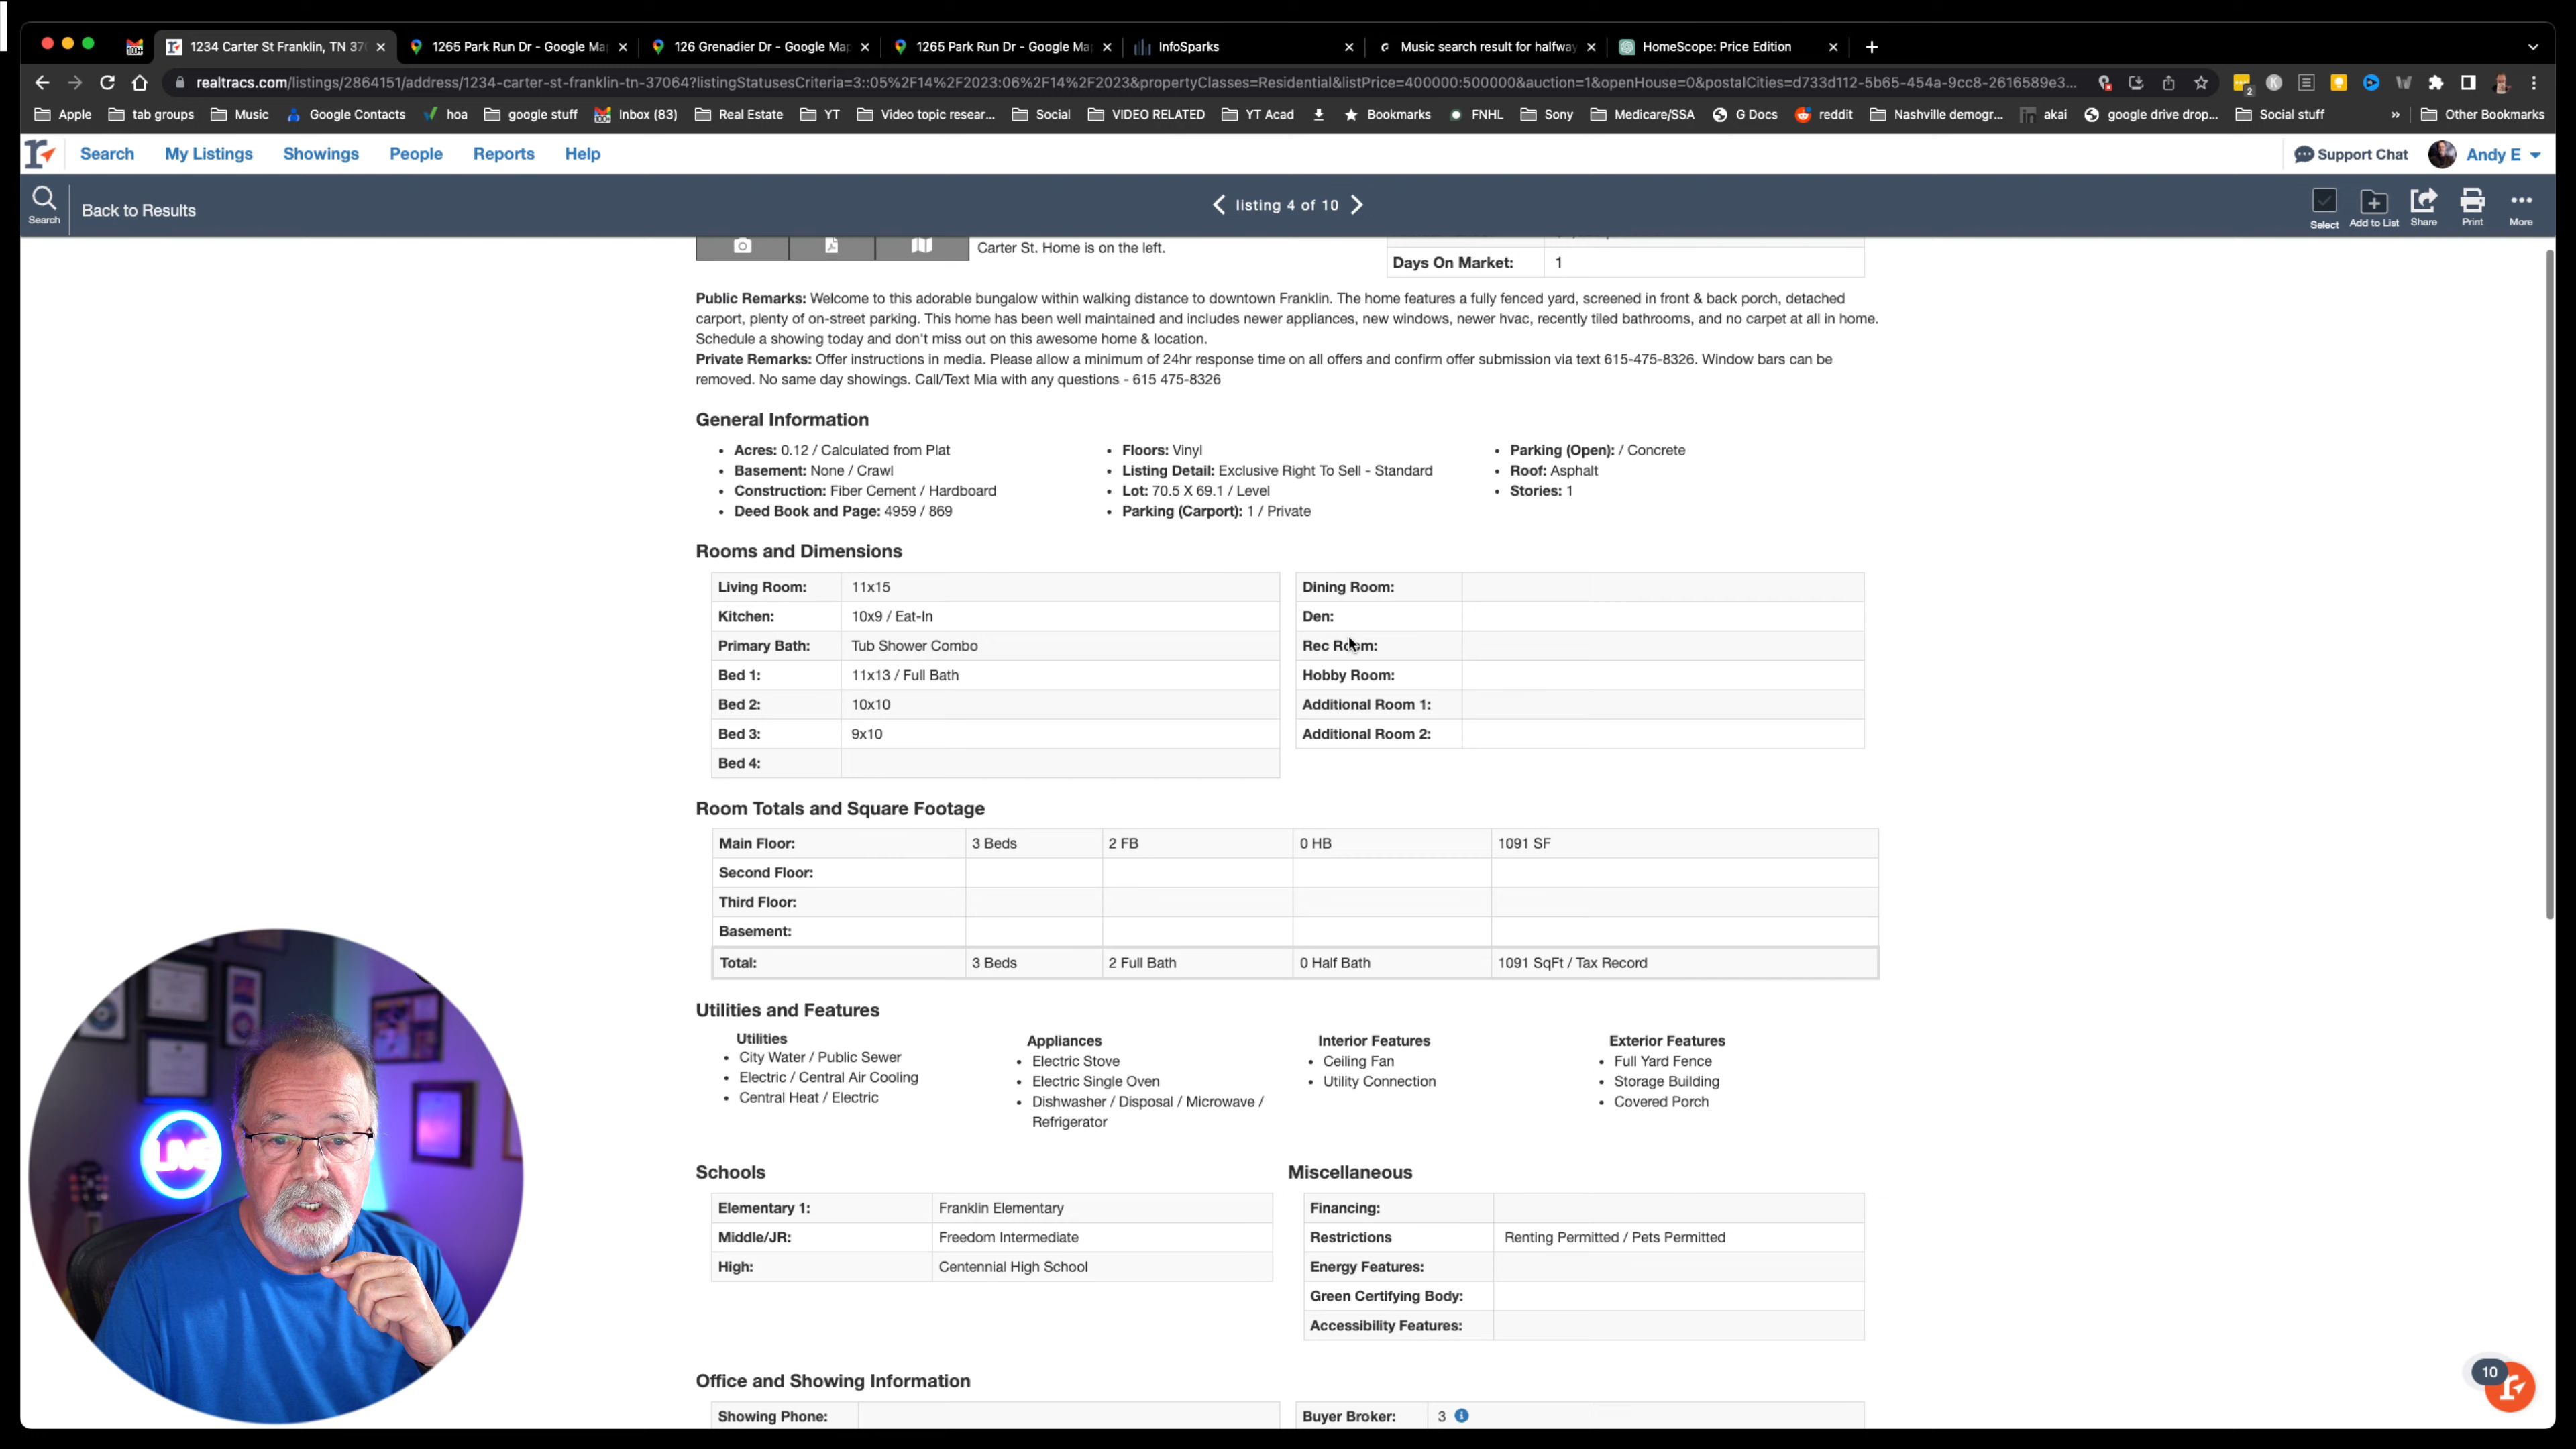 1234 Carter St Franklin, TN 370
1265 Park Run Dr - Google Ma
126 Grenadier Dr - Google Map
1265 Park Run Dr - Google Ma
InfoSparks
Music search result for halfway
HomeScope: Price Edition
realtracs.com/listings/2864151/address/1234-carter-st-franklin-tn-37064?listingStatusesCriteria=3::05%2F14%2F2023:06%2F14%2F2023&propertyClasses=Residential&listPrice=400000:500000&auction=1&openHouse=0&postalCities=d733d112-5b65-454a-9cc8-2616589e3...
Apple
tab groups
Music
Google Contacts
hoa
google stuff
Inbox (83)
Real Estate
YT
Video topic resear...
Social
VIDEO RELATED
YT Acad
Bookmarks
FNHL
Sony
Medicare/SSA
G Docs
reddit
Nashville demogr...
akai
google drive drop...
Social stuff
»
Other Bookmarks
Search
My Listings
Showings
People
Reports
Help
Support Chat
Andy E
Search
Back to Results
listing 4 of 10
Select
Add to List
Share
Print
More
Carter St. Home is on the left.
Days On Market: 1
Public Remarks: Welcome to this adorable bungalow within walking distance to downtown Franklin. The home features a fully fenced yard, screened in front & back porch, detached
carport, plenty of on-street parking. This home has been well maintained and includes newer appliances, new windows, newer hvac, recently tiled bathrooms, and no carpet at all in home.
Schedule a showing today and don't miss out on this awesome home & location.
Private Remarks: Offer instructions in media. Please allow a minimum of 24hr response time on all offers and confirm offer submission via text 615-475-8326. Window bars can be
removed. No same day showings. Call/Text Mia with any questions - 615 475-8326
General Information
• Acres: 0.12 / Calculated from Plat
• Basement: None / Crawl
• Construction: Fiber Cement / Hardboard
• Deed Book and Page: 4959 / 869
• Floors: Vinyl
• Listing Detail: Exclusive Right To Sell - Standard
• Lot: 70.5 X 69.1 / Level
• Parking (Carport): 1 / Private
• Parking (Open): / Concrete
• Roof: Asphalt
• Stories: 1
Rooms and Dimensions
Living Room: 11x15
Kitchen: 10x9 / Eat-In
Primary Bath: Tub Shower Combo
Bed 1: 11x13 / Full Bath
Bed 2: 10x10
Bed 3: 9x10
Bed 4:
Dining Room:
Den:
Rec Room:
Hobby Room:
Additional Room 1:
Additional Room 2:
Room Totals and Square Footage
Main Floor: 3 Beds 2 FB 0 HB 1091 SF
Second Floor:
Third Floor:
Basement:
Total: 3 Beds 2 Full Bath 0 Half Bath 1091 SqFt / Tax Record
Utilities and Features
Utilities
• City Water / Public Sewer
• Electric / Central Air Cooling
• Central Heat / Electric
Appliances
• Electric Stove
• Electric Single Oven
• Dishwasher / Disposal / Microwave /
Refrigerator
Interior Features
• Ceiling Fan
• Utility Connection
Exterior Features
• Full Yard Fence
• Storage Building
• Covered Porch
Schools
Elementary 1: Franklin Elementary
Middle/JR: Freedom Intermediate
High: Centennial High School
Miscellaneous
Financing:
Restrictions Renting Permitted / Pets Permitted
Energy Features:
Green Certifying Body:
Accessibility Features:
Office and Showing Information
Showing Phone:
Buyer Broker: 3
10
LIVE